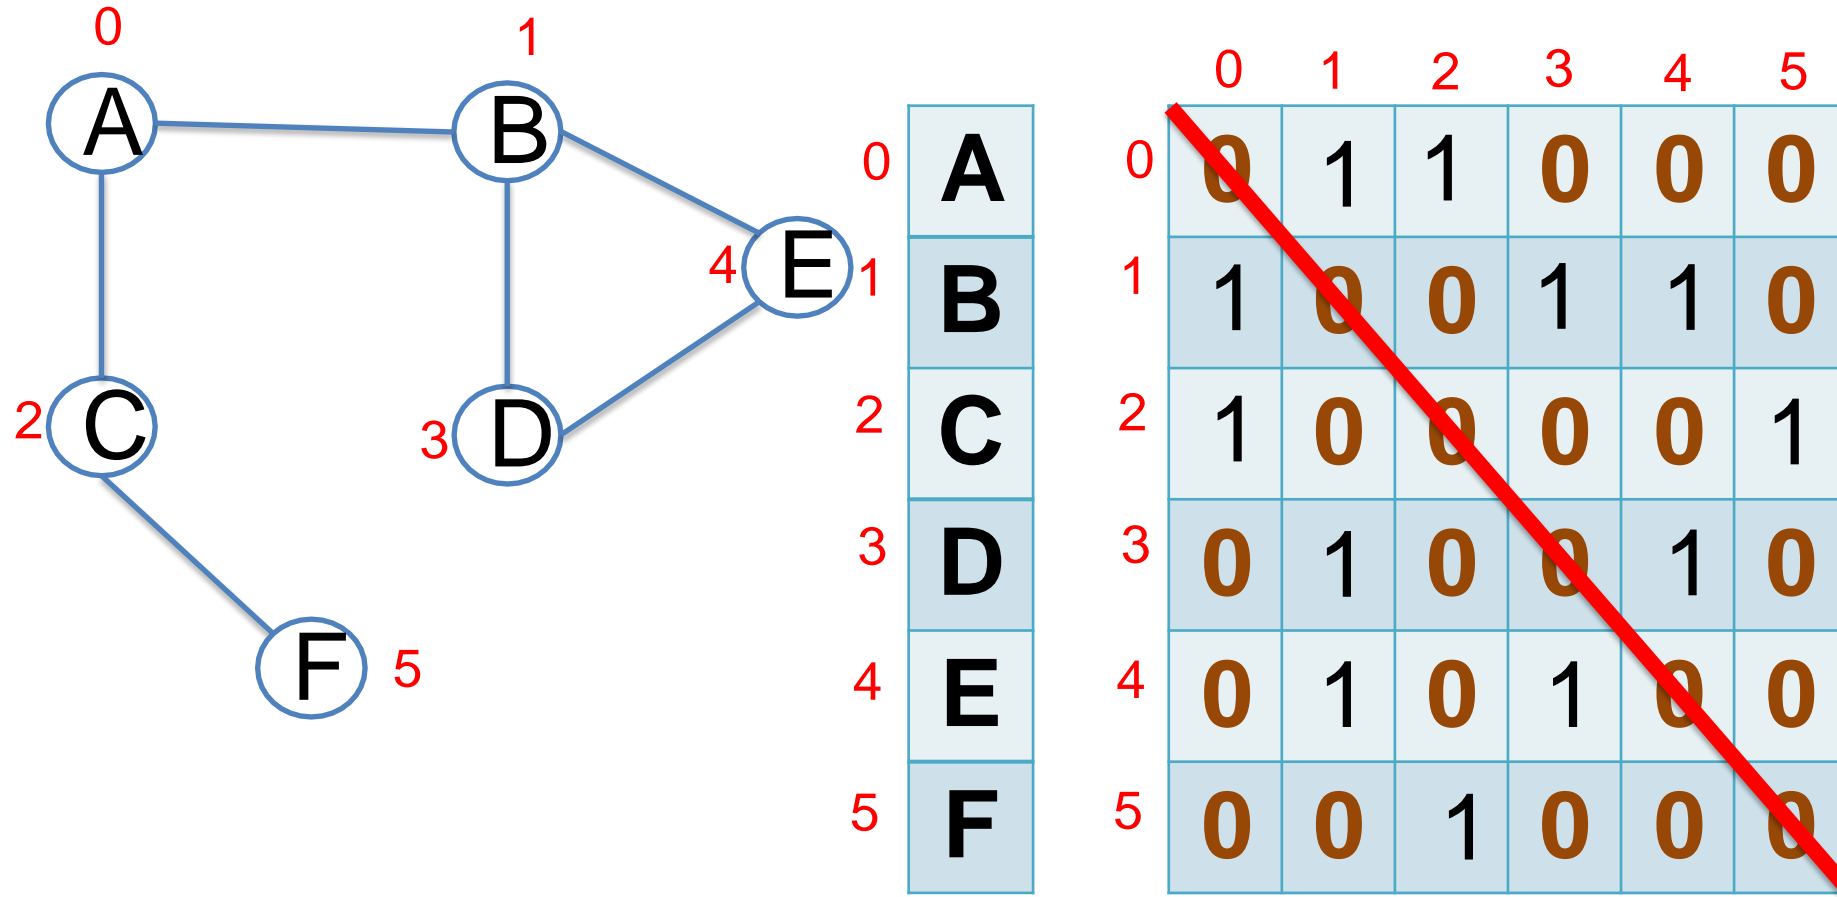 0
1
A
B
4
E
2
C
3
D
F
5
0 A
1 B
2 C
3 D
4 E
5 F
0 1 2 3 4 5
0 0 1 1 0 0 0
1 1 0 0 1 1 0
2 1 0 0 0 0 1
3 0 1 0 0 1 0
4 0 1 0 1 0 0
5 0 0 1 0 0 0